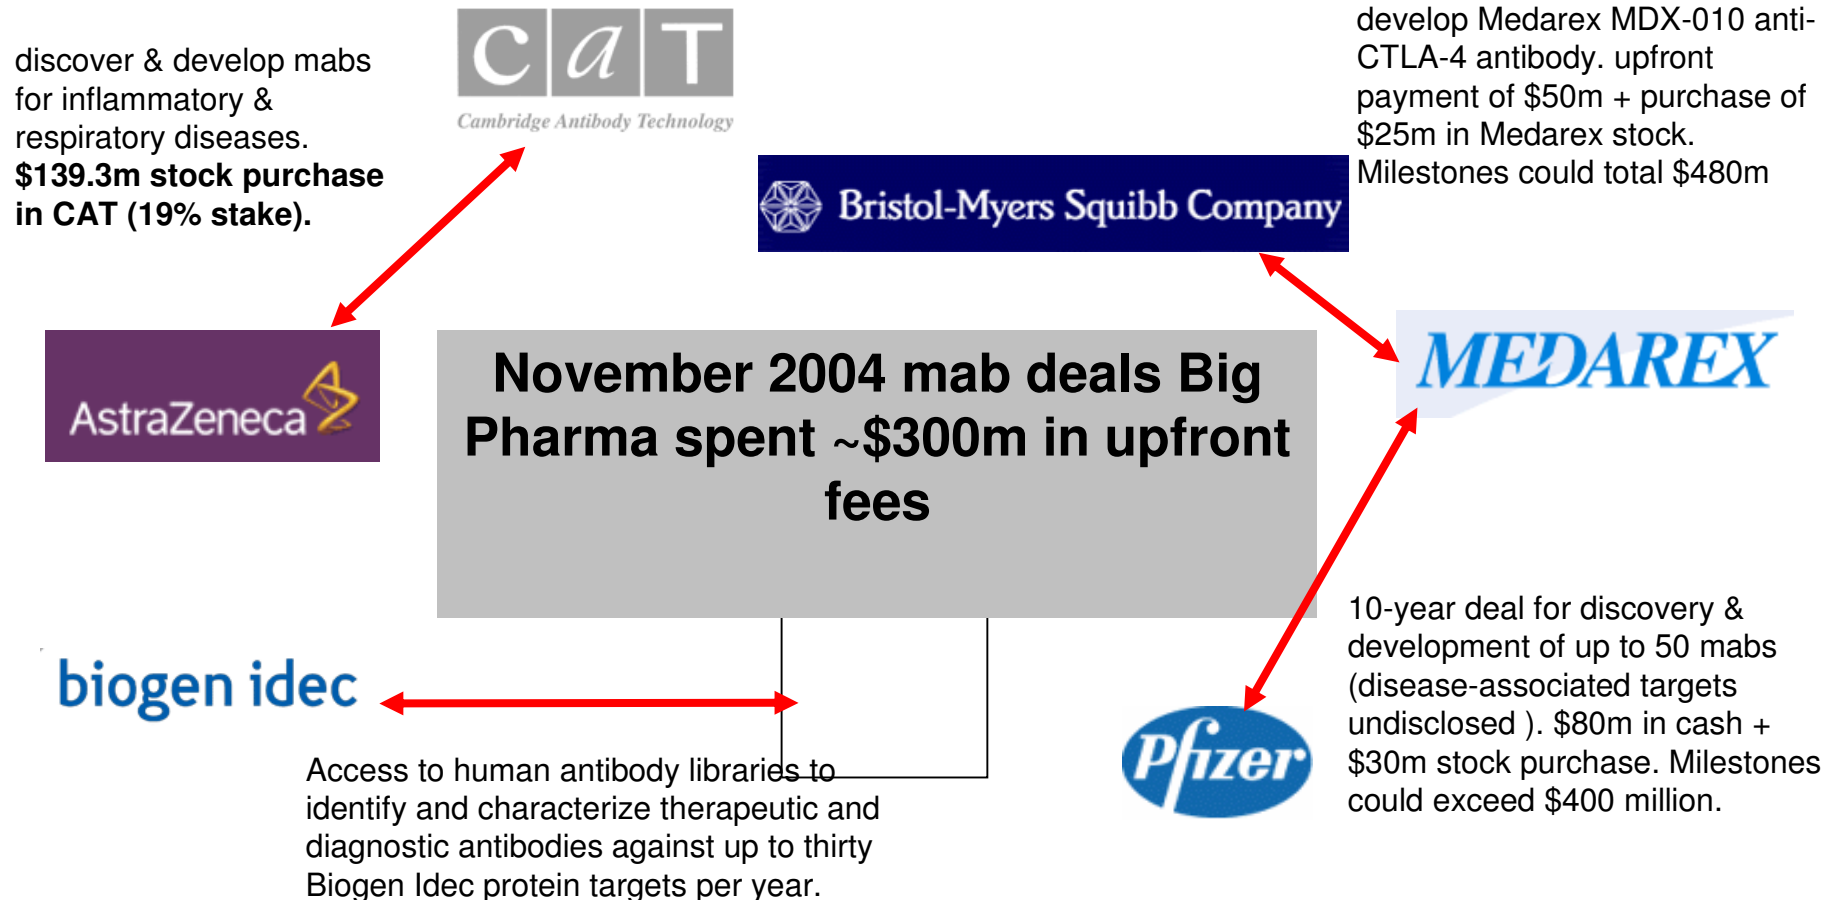 discover & develop mabs
for inflammatory &
respiratory diseases.
$139.3m stock purchase
in CAT (19% stake).
CaT
Cambridge Antibody Technology
Bristol-Myers Squibb Company
develop Medarex MDX-010 anti-
CTLA-4 antibody. upfront
payment of $50m + purchase of
$25m in Medarex stock.
Milestones could total $480m
AstraZeneca
November 2004 mab deals Big
Pharma spent ~$300m in upfront
fees
MEDAREX
biogen idec
Access to human antibody libraries to
identify and characterize therapeutic and
diagnostic antibodies against up to thirty
Biogen Idec protein targets per year.
Pfizer
10-year deal for discovery &
development of up to 50 mabs
(disease-associated targets
undisclosed ). $80m in cash +
$30m stock purchase. Milestones
could exceed $400 million.